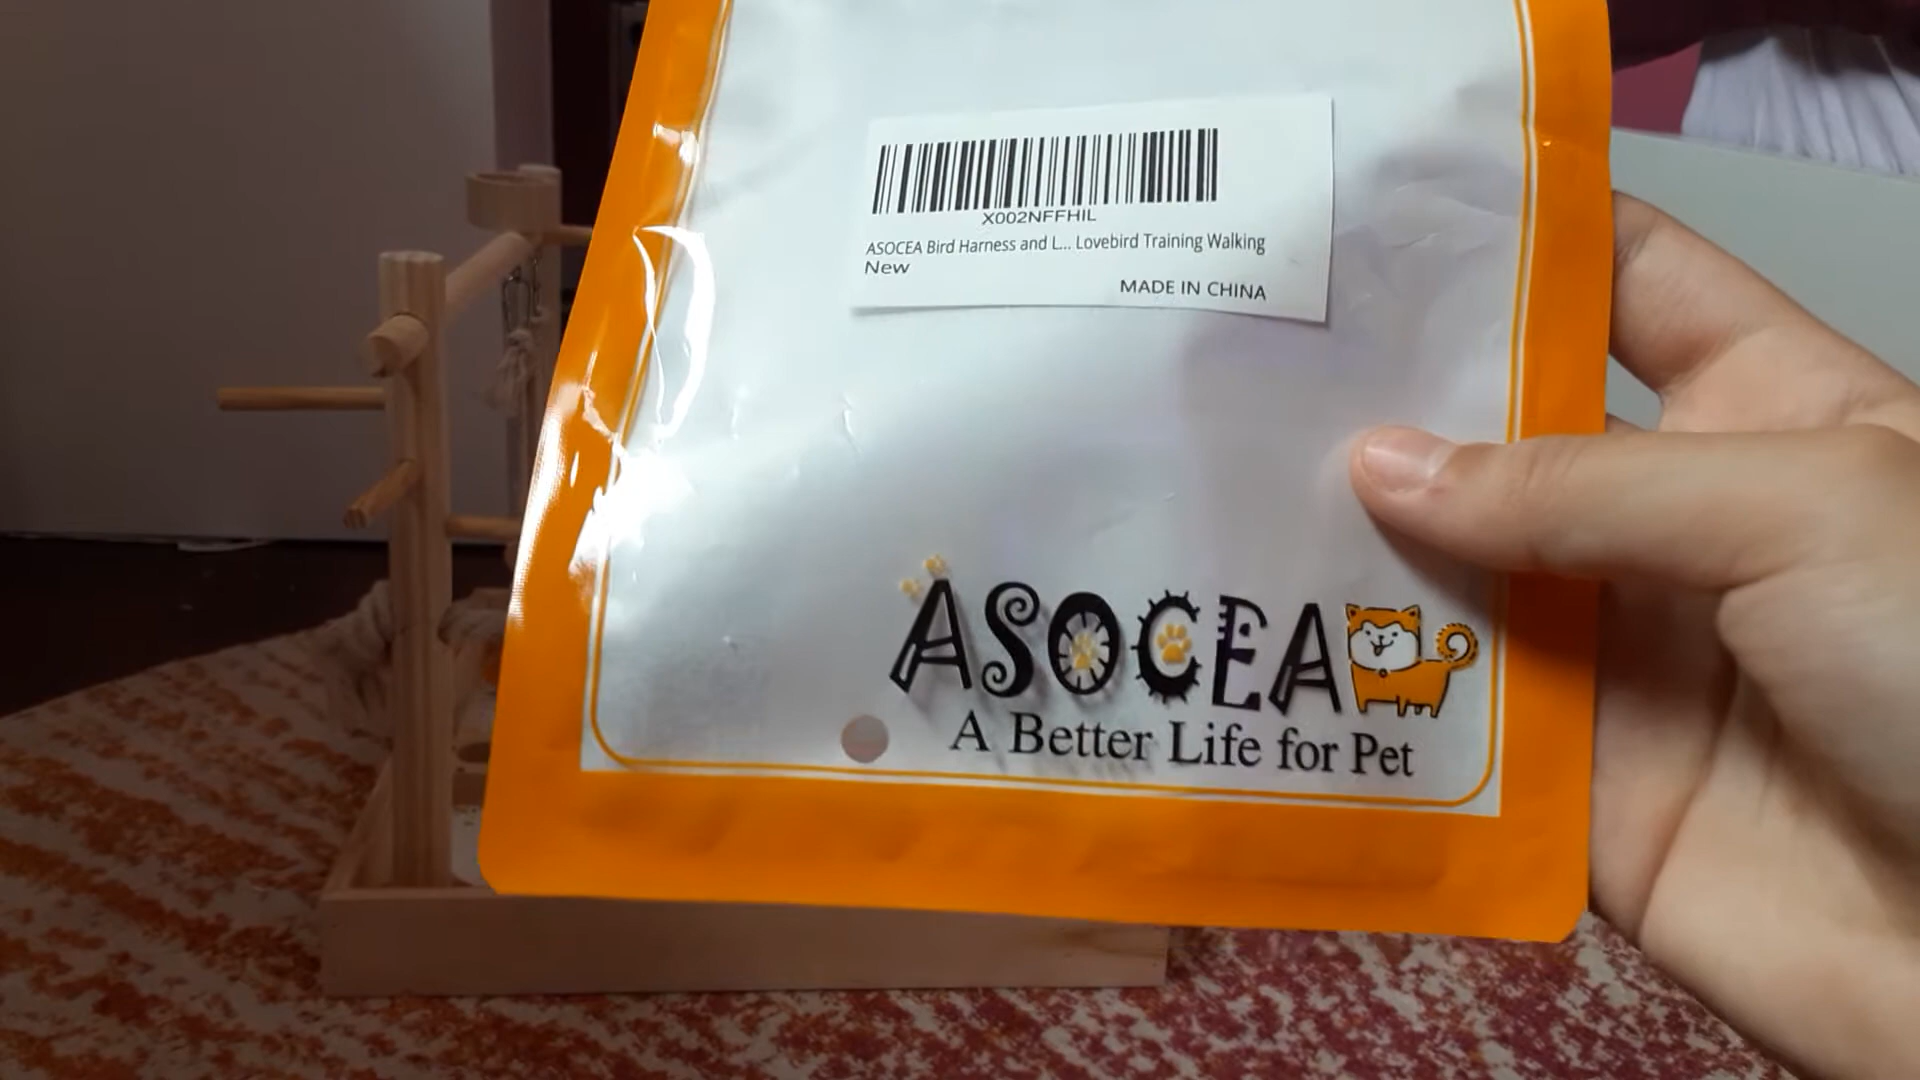 X002NFFHIL
ASOCEA Bird Harness and L... Lovebird Training Walking
New
MADE IN CHINA
ASOCEA
A Better Life for Pet